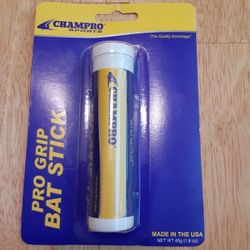 CHAMPRO
SPORTS
"The Quality Advantage"
CHAMPRO
PRO GRIP
BAT STICK
MADE IN THE USA
NET WT 45g (1.6 oz)